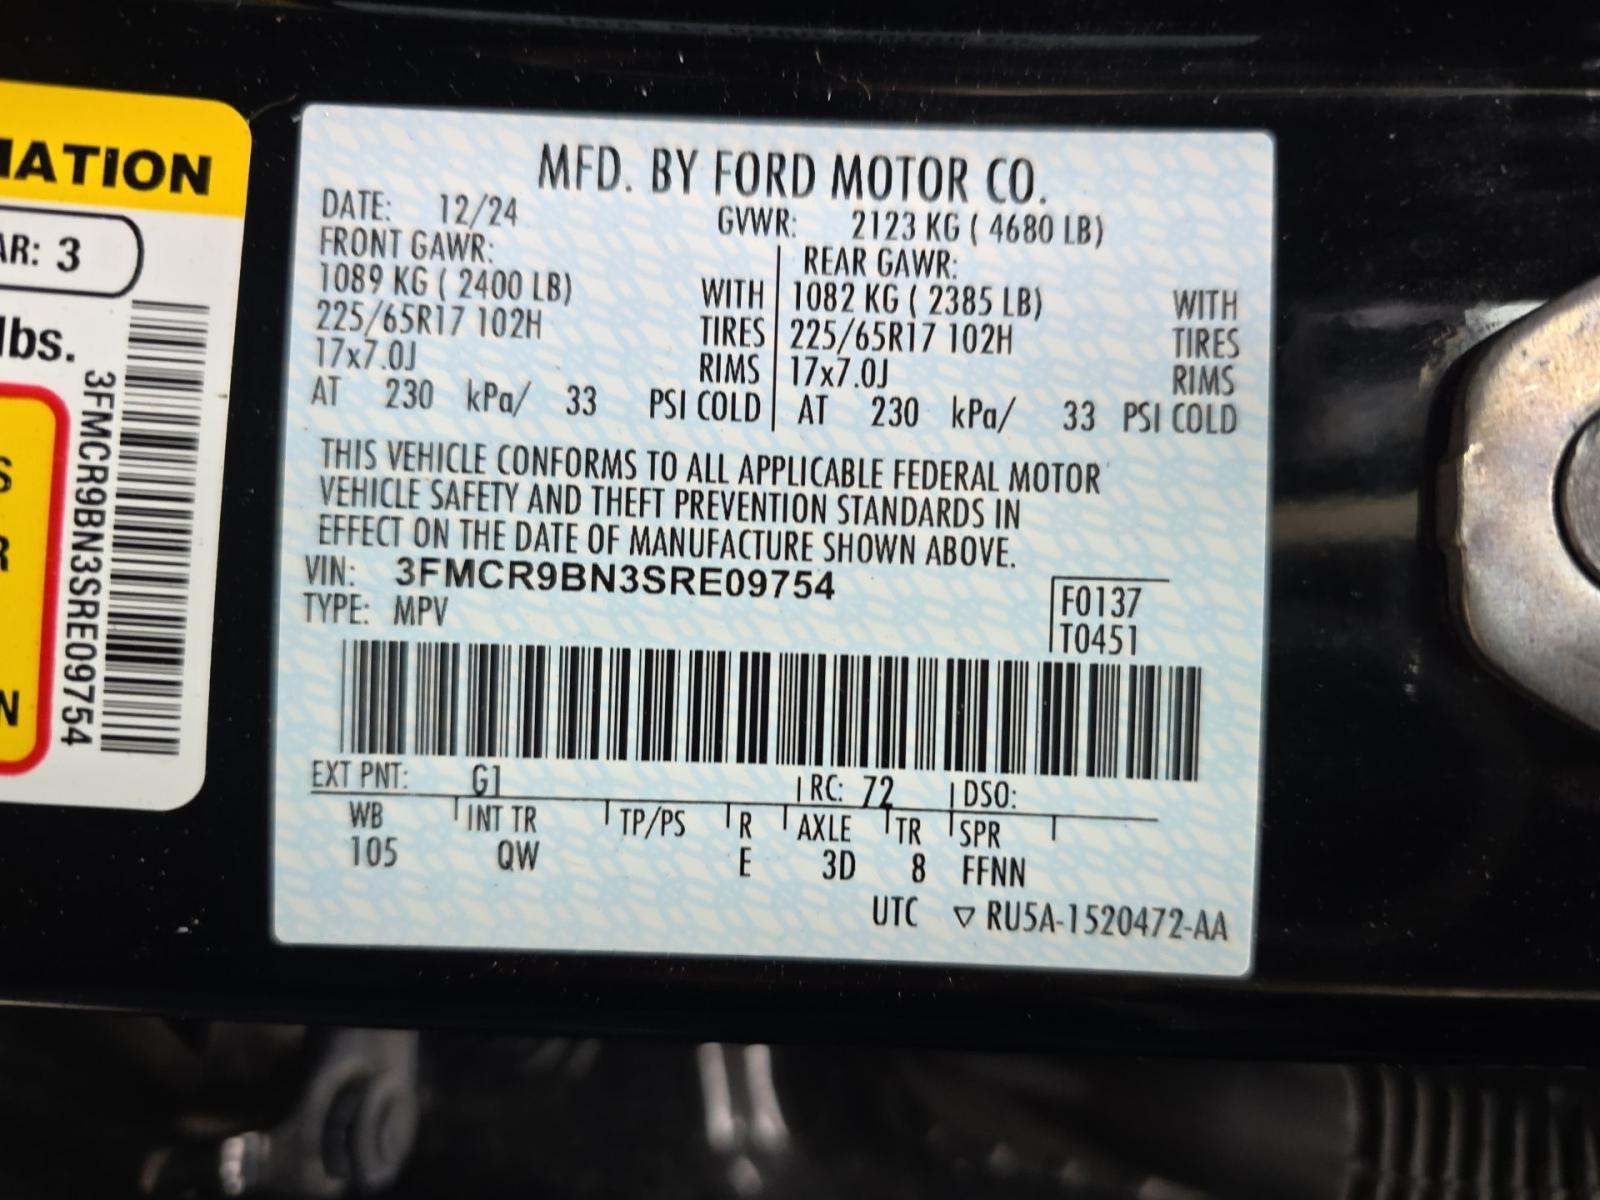 IATION
AR: 3
lbs.
3FMCR9BN3SRE09754
S
R
N
MFD. BY FORD MOTOR CO.
DATE: 12/24 GVWR: 2123 KG ( 4680 LB)
FRONT GAWR: REAR GAWR:
1089 KG ( 2400 LB) WITH 1082 KG ( 2385 LB) WITH
225/65R17 102H TIRES 225/65R17 102H TIRES
17x7.0J RIMS 17x7.0J RIMS
AT 230 kPa/ 33 PSI COLD AT 230 kPa/ 33 PSI COLD
THIS VEHICLE CONFORMS TO ALL APPLICABLE FEDERAL MOTOR
VEHICLE SAFETY AND THEFT PREVENTION STANDARDS IN
EFFECT ON THE DATE OF MANUFACTURE SHOWN ABOVE.
VIN: 3FMCR9BN3SRE09754
TYPE: MPV
F0137
T0451
EXT PNT: G1 RC: 72 DSO:
WB INT TR TP/PS R AXLE TR SPR
105 QW E 3D 8 FFNN
UTC ▽ RU5A-1520472-AA